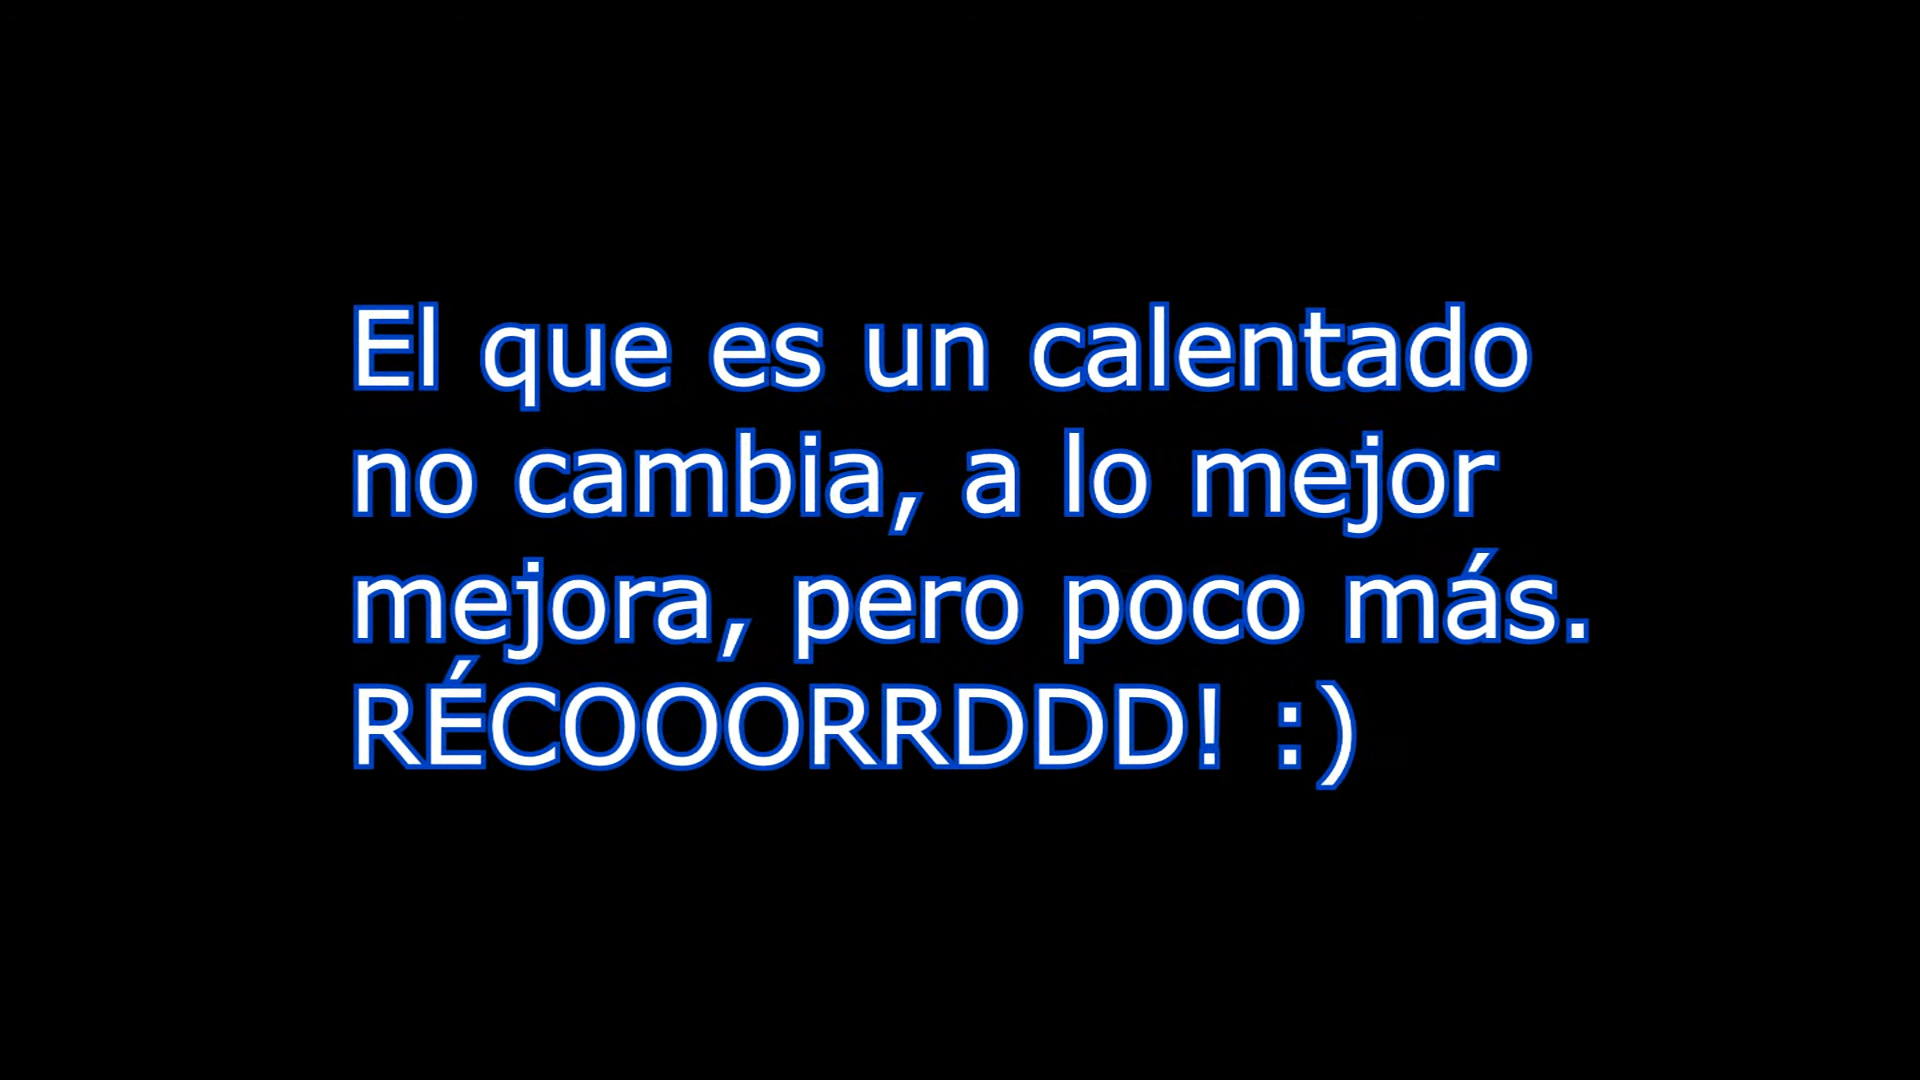 El que es un calentado
no cambia, a lo mejor
mejora, pero poco más.
RÉCOOORRDDD! :)